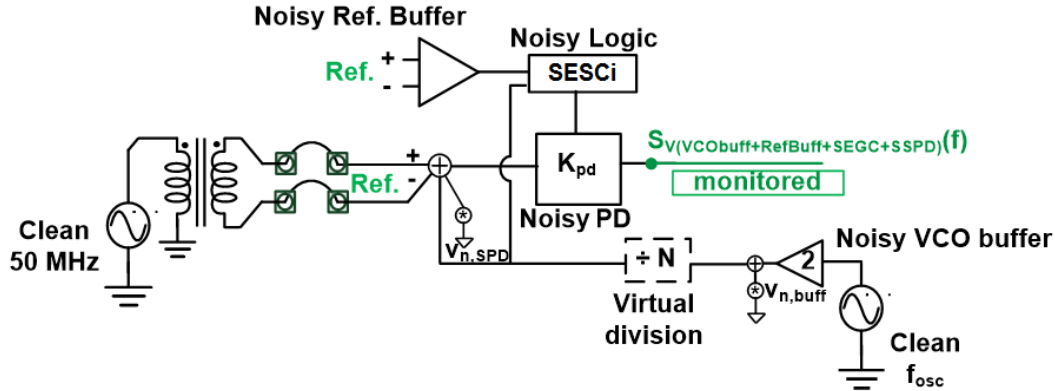 Noisy Ref. Buffer
Noisy Logic
Ref.
+
-
SESCi
Clean
50 MHz
Ref.
+
-
Kpd
Noisy PD
SV(VCObuff+RefBuff+SEGC+SSPD)(f)
monitored
vn,SPD
÷ N
Virtual
division
2
vn,buff
Noisy VCO buffer
Clean
fosc